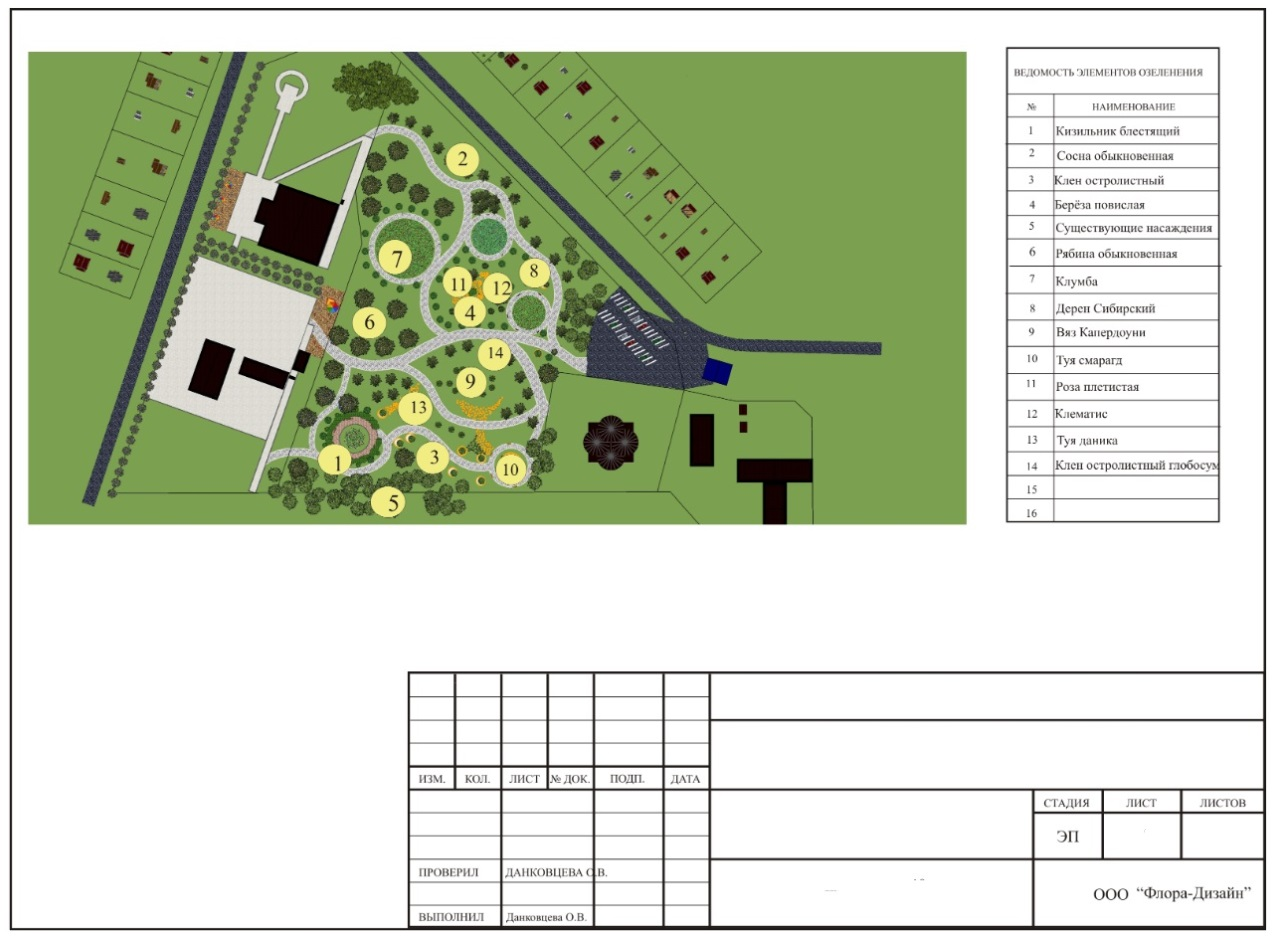 ВЕДОМОСТЬ ЭЛЕМЕНТОВ ОЗЕЛЕНЕНИЯ
№ НАИМЕНОВАНИЕ
1 Кизильник блестящий
2 Сосна обыкновенная
3 Клен остролистный
4 Берёза повислая
5 Существующие насаждения
6 Рябина обыкновенная
7 Клумба
8 Дерен Сибирский
9 Вяз Капердоуни
10 Туя смарагд
11 Роза плетистая
12 Клематис
13 Туя даника
14 Клен остролистный глобосум
15
16
2
7
8
11
12
4
6
14
9
13
3
1
10
5
ИЗМ. КОЛ. ЛИСТ № ДОК. ПОДП. ДАТА
СТАДИЯ ЛИСТ ЛИСТОВ
ЭП
ПРОВЕРИЛ ДАНКОВЦЕВА О.В.
ООО “Флора-Дизайн”
ВЫПОЛНИЛ Данковцева О.В.